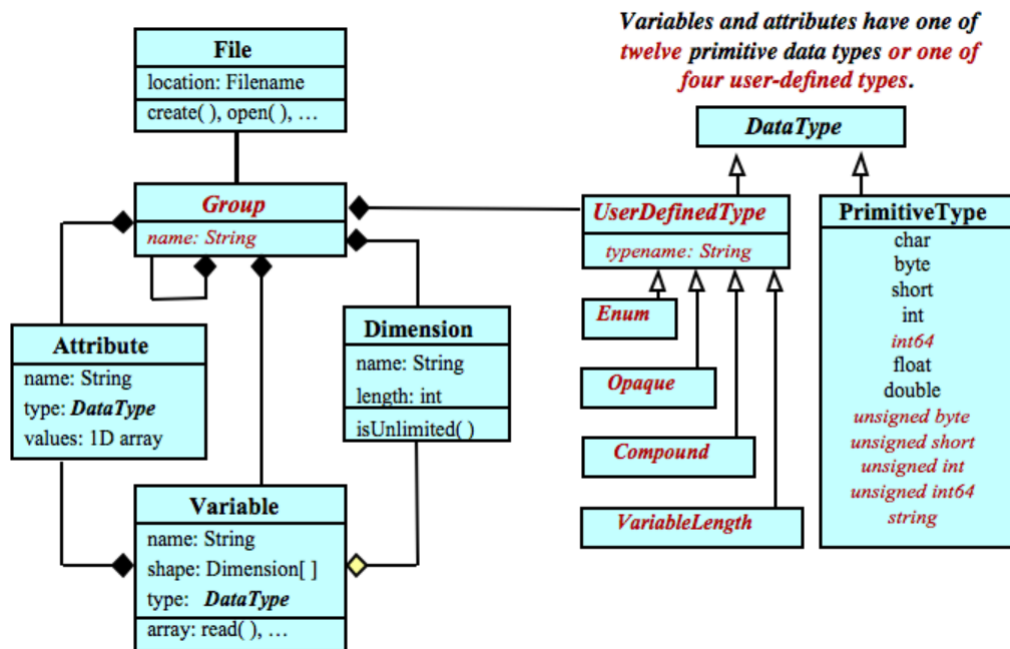 Variables and attributes have one of
twelve primitive data types or one of
four user-defined types.
File
location: Filename
create( ), open( ), …
Group
name: String
Attribute
name: String
type: DataType
values: 1D array
Dimension
name: String
length: int
isUnlimited( )
Variable
name: String
shape: Dimension[ ]
type: DataType
array: read( ), …
DataType
UserDefinedType
typename: String
Enum
Opaque
Compound
VariableLength
PrimitiveType
char
byte
short
int
int64
float
double
unsigned byte
unsigned short
unsigned int
unsigned int64
string